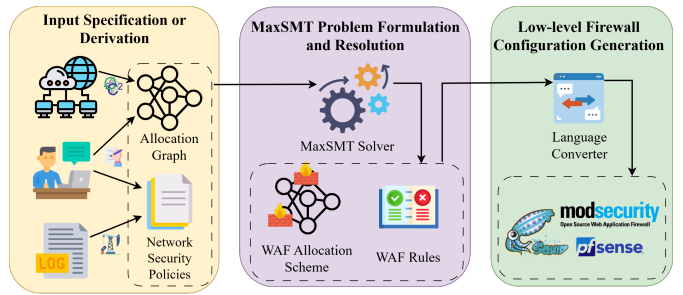 Input Specification or
Derivation
Allocation
Graph
LOG
Network
Security
Policies
MaxSMT Problem Formulation
and Resolution
MaxSMT Solver
WAF Allocation
Scheme
WAF Rules
Low-level Firewall
Configuration Generation
Language
Converter
modsecurity
Open Source Web Application Firewall
Squid
pfsense